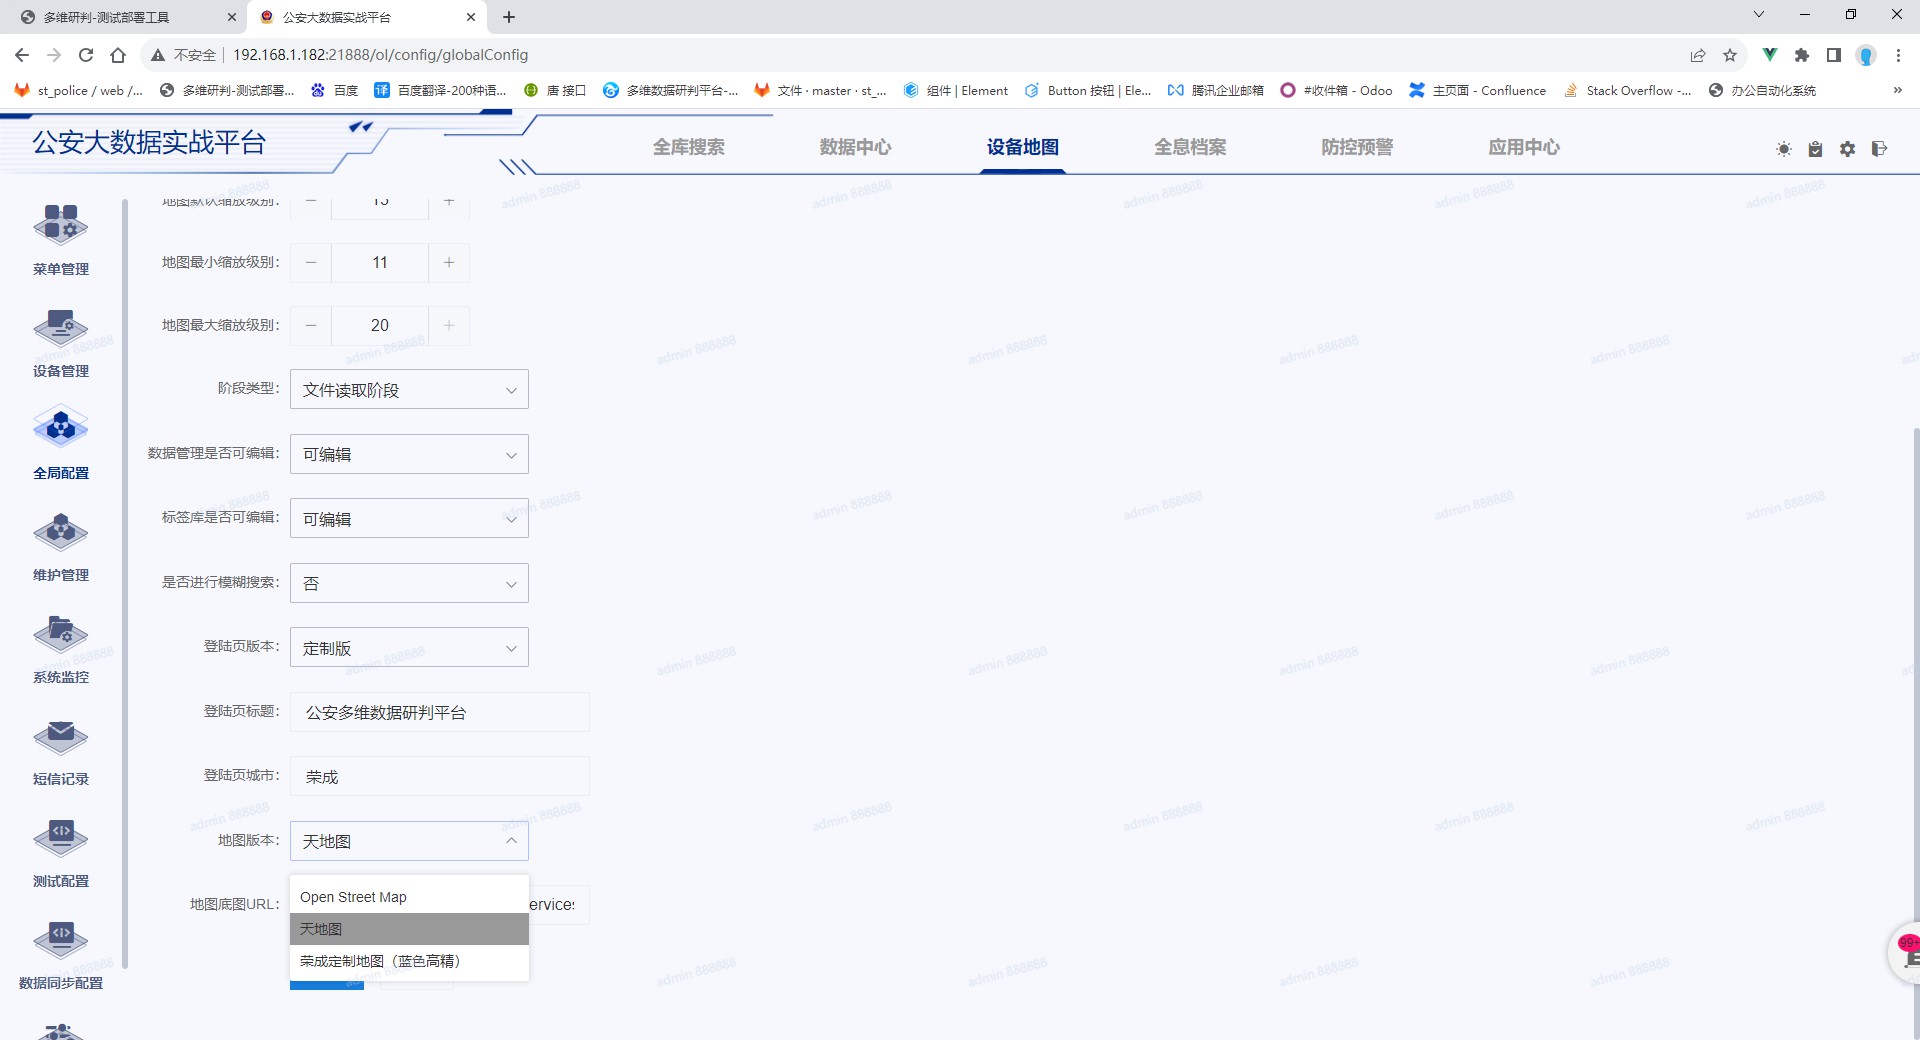 多维研判-测试部署工具
公安大数据实战平台
不安全 192.168.1.182:21888/ol/config/globalConfig
st_police / web /...
多维研判-测试部署...
百度
百度翻译-200种语...
唐 接口
多维数据研判平台-...
文件 · master · st_...
组件 | Element
Button 按钮 | Ele...
腾讯企业邮箱
#收件箱 - Odoo
主页面 - Confluence
Stack Overflow -...
办公自动化系统
公安大数据实战平台
全库搜索
数据中心
设备地图
全息档案
防控预警
应用中心
菜单管理
设备管理
全局配置
维护管理
系统监控
短信记录
测试配置
数据同步配置
地图默认缩放级别: 15
地图最小缩放级别: 11
地图最大缩放级别: 20
阶段类型: 文件读取阶段
数据管理是否可编辑: 可编辑
标签库是否可编辑: 可编辑
是否进行模糊搜索: 否
登陆页版本: 定制版
登陆页标题: 公安多维数据研判平台
登陆页城市: 荣成
地图版本: 天地图
地图底图URL:
Open Street Map
天地图
荣成定制地图（蓝色高精）
99+
admin 888888